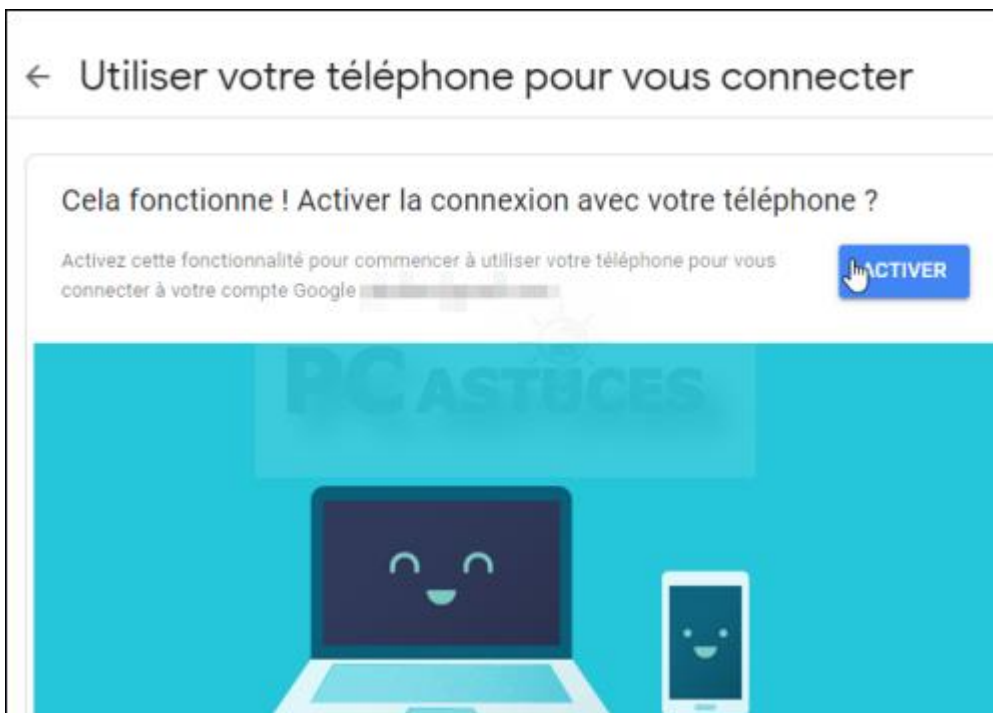 ← Utiliser votre téléphone pour vous connecter
Cela fonctionne ! Activer la connexion avec votre téléphone ?
Activez cette fonctionnalité pour commencer à utiliser votre téléphone pour vous
connecter à votre compte Google
ACTIVER
PC ASTUCES